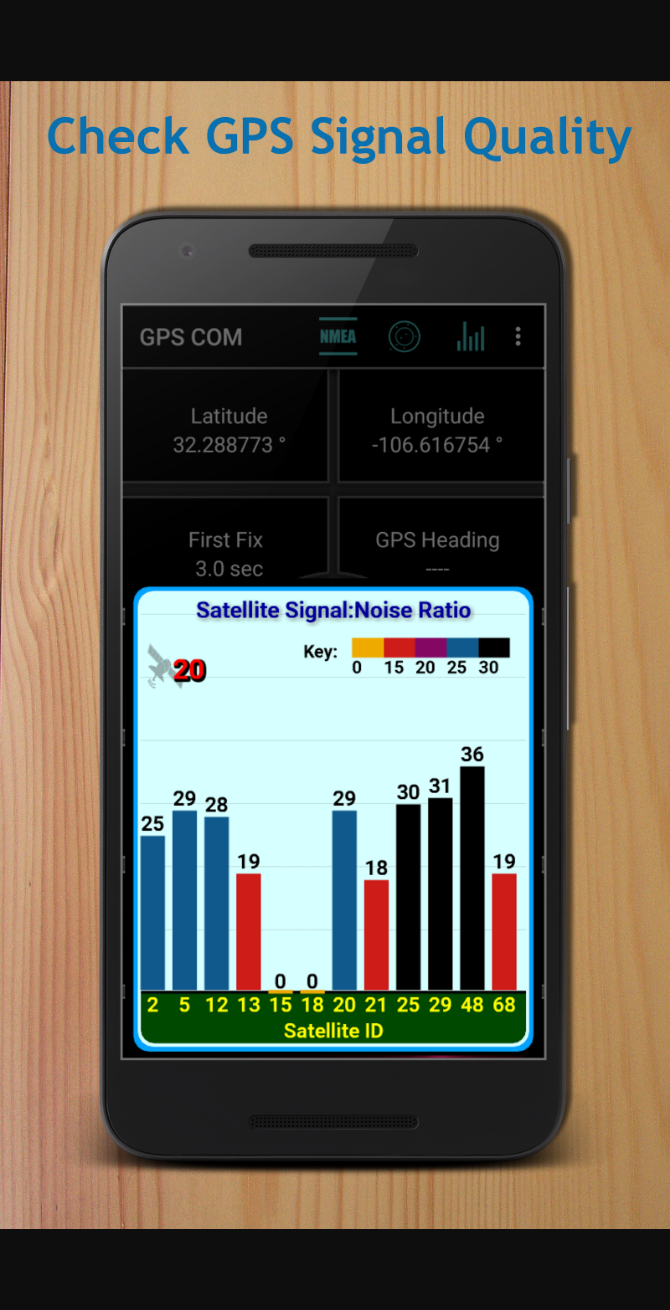 Check GPS Signal Quality
GPS COM NMEA
Latitude Longitude
32.288773 ° -106.616754 °
First Fix GPS Heading
3.0 sec ----
Satellite Signal:Noise Ratio
Key:
0 15 20 25 30
20
36
29 29 30 31
25 28
19 18 19
0 0
2 5 12 13 15 18 20 21 25 29 48 68
Satellite ID